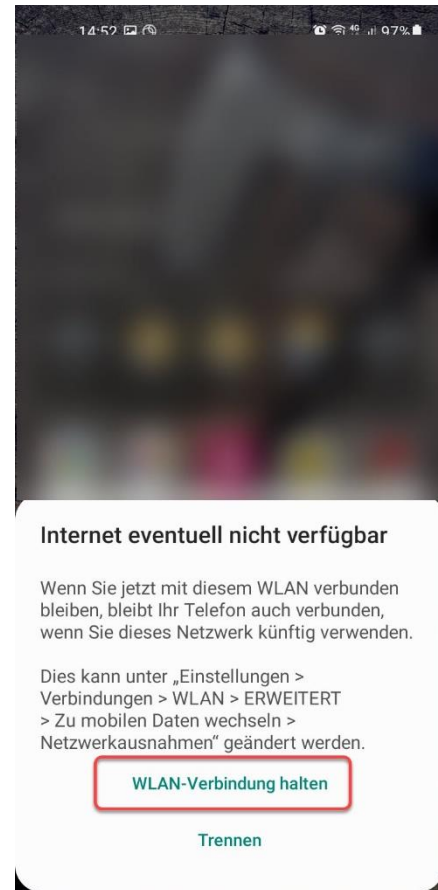 14:52 4G 97%
Internet eventuell nicht verfügbar
Wenn Sie jetzt mit diesem WLAN verbunden
bleiben, bleibt Ihr Telefon auch verbunden,
wenn Sie dieses Netzwerk künftig verwenden.
Dies kann unter „Einstellungen >
Verbindungen > WLAN > ERWEITERT
> Zu mobilen Daten wechseln >
Netzwerkausnahmen“ geändert werden.
WLAN-Verbindung halten
Trennen